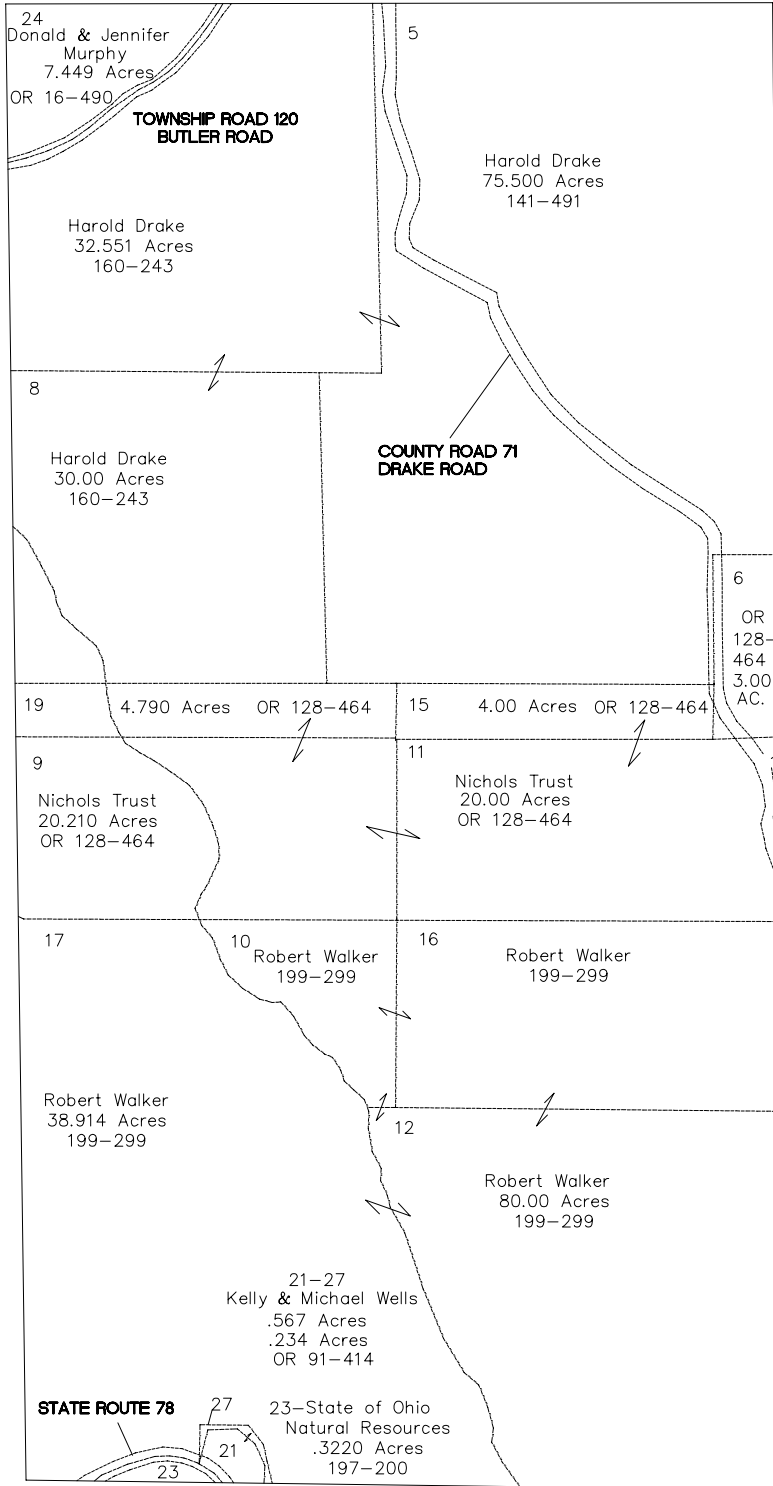 24
Donald & Jennifer
Murphy
7.449 Acres
OR 16-490
TOWNSHIP ROAD 120
BUTLER ROAD
5
Harold Drake
75.500 Acres
141-491
Harold Drake
32.551 Acres
160-243
8
Harold Drake
30.00 Acres
160-243
COUNTY ROAD 71
DRAKE ROAD
6
OR
128-
464
3.00
AC.
19
4.790 Acres OR 128-464
15
4.00 Acres OR 128-464
9
Nichols Trust
20.210 Acres
OR 128-464
11
Nichols Trust
20.00 Acres
OR 128-464
17
10
Robert Walker
199-299
16
Robert Walker
199-299
Robert Walker
38.914 Acres
199-299
12
Robert Walker
80.00 Acres
199-299
21-27
Kelly & Michael Wells
.567 Acres
.234 Acres
OR 91-414
STATE ROUTE 78
27
21
23
23-State of Ohio
Natural Resources
.3220 Acres
197-200